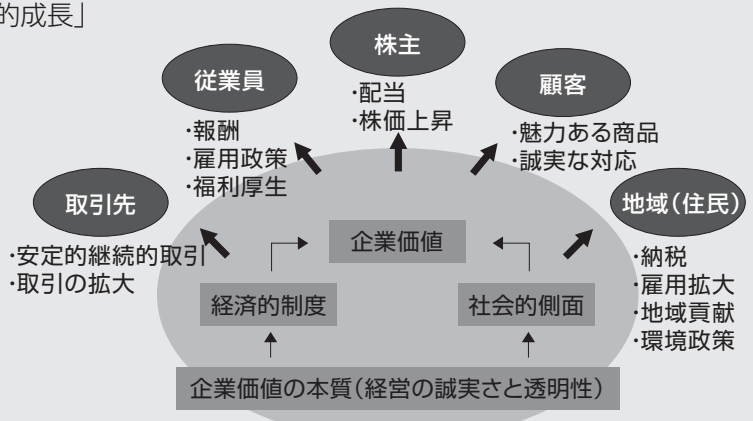 的成長」
株主
・配当
・株価上昇
従業員
・報酬
・雇用政策
・福利厚生
顧客
・魅力ある商品
・誠実な対応
取引先
・安定的継続的取引
・取引の拡大
地域(住民)
・納税
・雇用拡大
・地域貢献
・環境政策
企業価値
経済的制度
社会的側面
企業価値の本質(経営の誠実さと透明性)